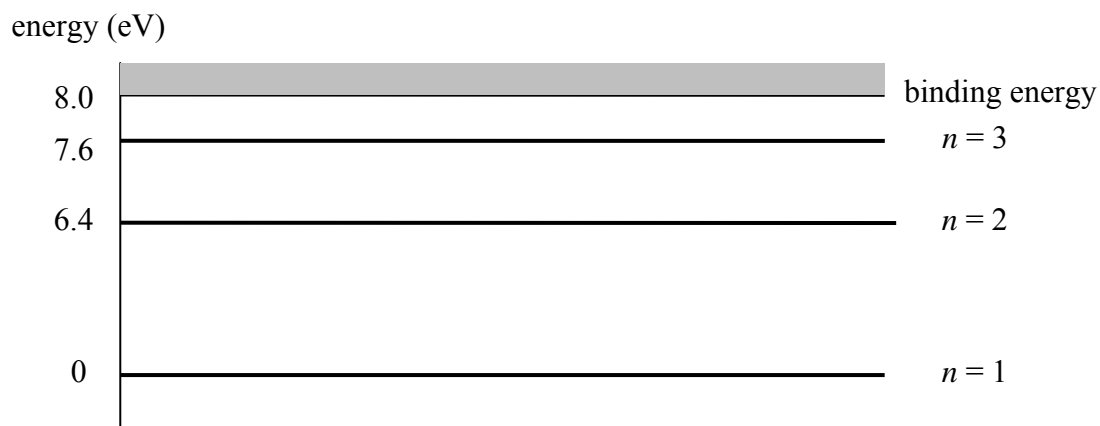 energy (eV)
8.0
binding energy
7.6
n = 3
6.4
n = 2
0
n = 1